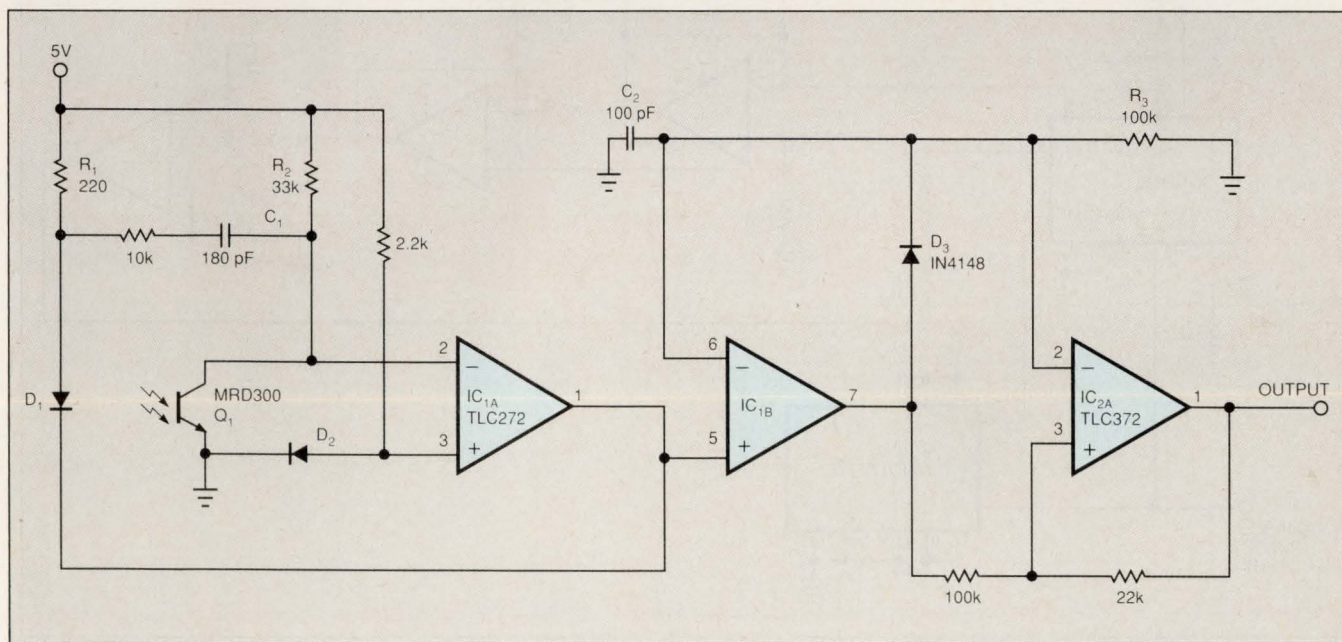 5V
R1
220
R2
33k
C1
10k
180 pF
2.2k
D1
MRD300
Q1
D2
2
3
IC1A
TLC272
1
C2
100 pF
6
5
IC1B
7
D3
IN4148
R3
100k
2
3
IC2A
TLC372
1
OUTPUT
100k
22k
−
+
−
+
−
+